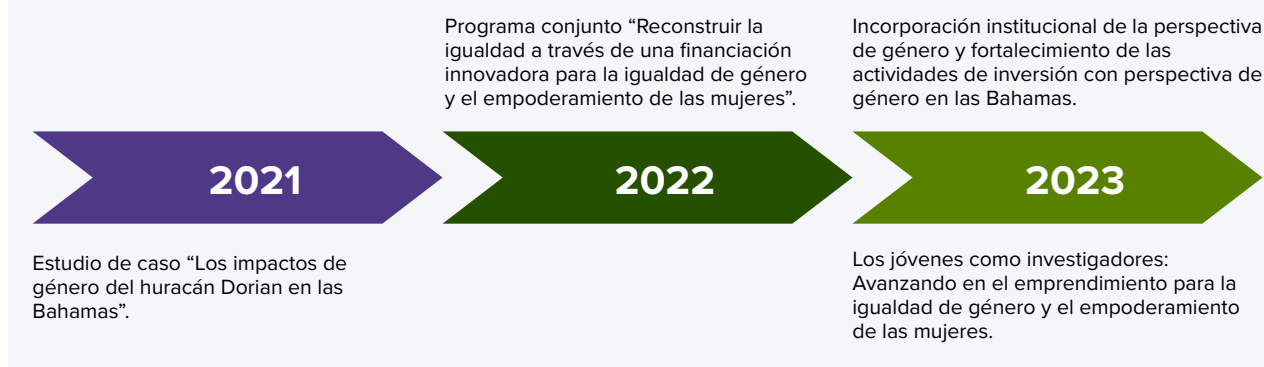 Programa conjunto “Reconstruir la
igualdad a través de una financiación
innovadora para la igualdad de género
y el empoderamiento de las mujeres”.
Incorporación institucional de la perspectiva
de género y fortalecimiento de las
actividades de inversión con perspectiva de
género en las Bahamas.
2021
2022
2023
Estudio de caso “Los impactos de
género del huracán Dorian en las
Bahamas”.
Los jóvenes como investigadores:
Avanzando en el emprendimiento para la
igualdad de género y el empoderamiento
de las mujeres.